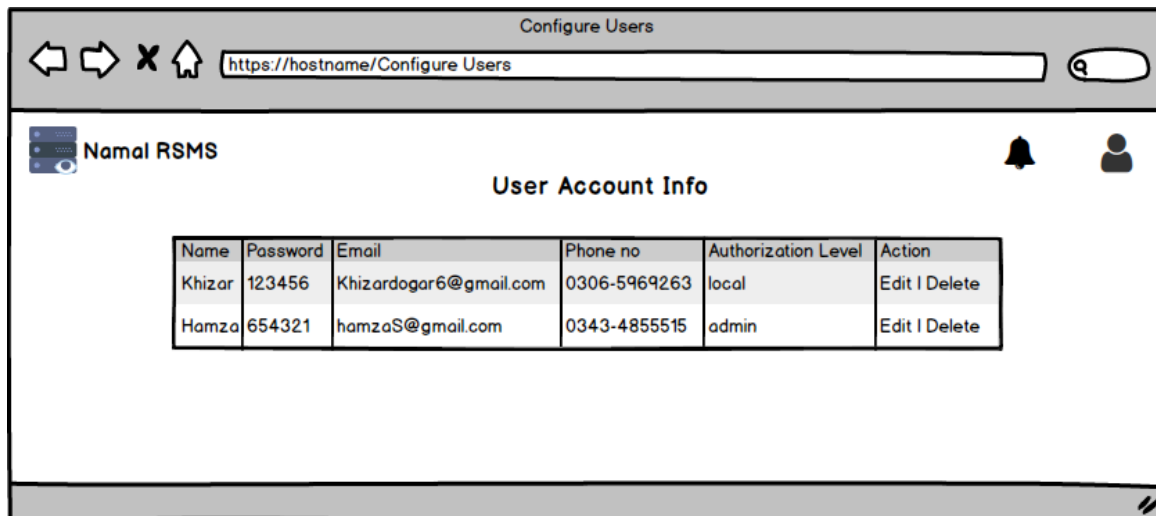 Configure Users
https://hostname/Configure Users
Namal RSMS
User Account Info
Name Password Email Phone no Authorization Level Action
Khizar 123456 Khizardogar6@gmail.com 0306-5969263 local Edit | Delete
Hamza 654321 hamzaS@gmail.com 0343-4855515 admin Edit | Delete